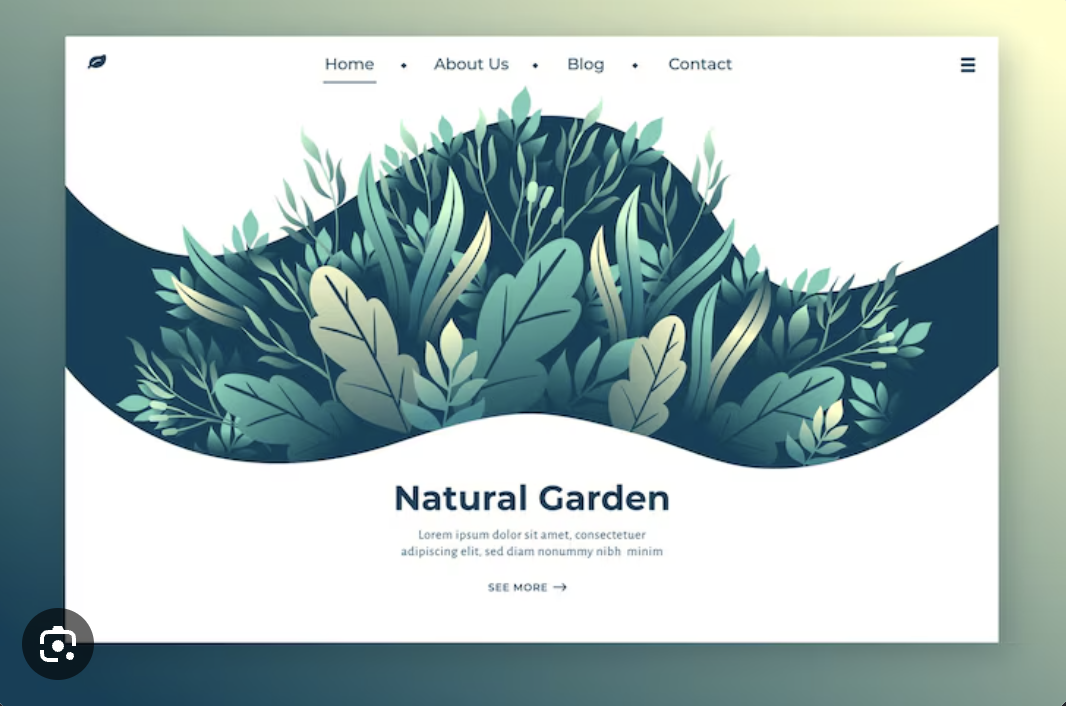 Home About Us Blog Contact
Natural Garden
Lorem ipsum dolor sit amet, consectetuer
adipiscing elit, sed diam nonummy nibh minim
SEE MORE